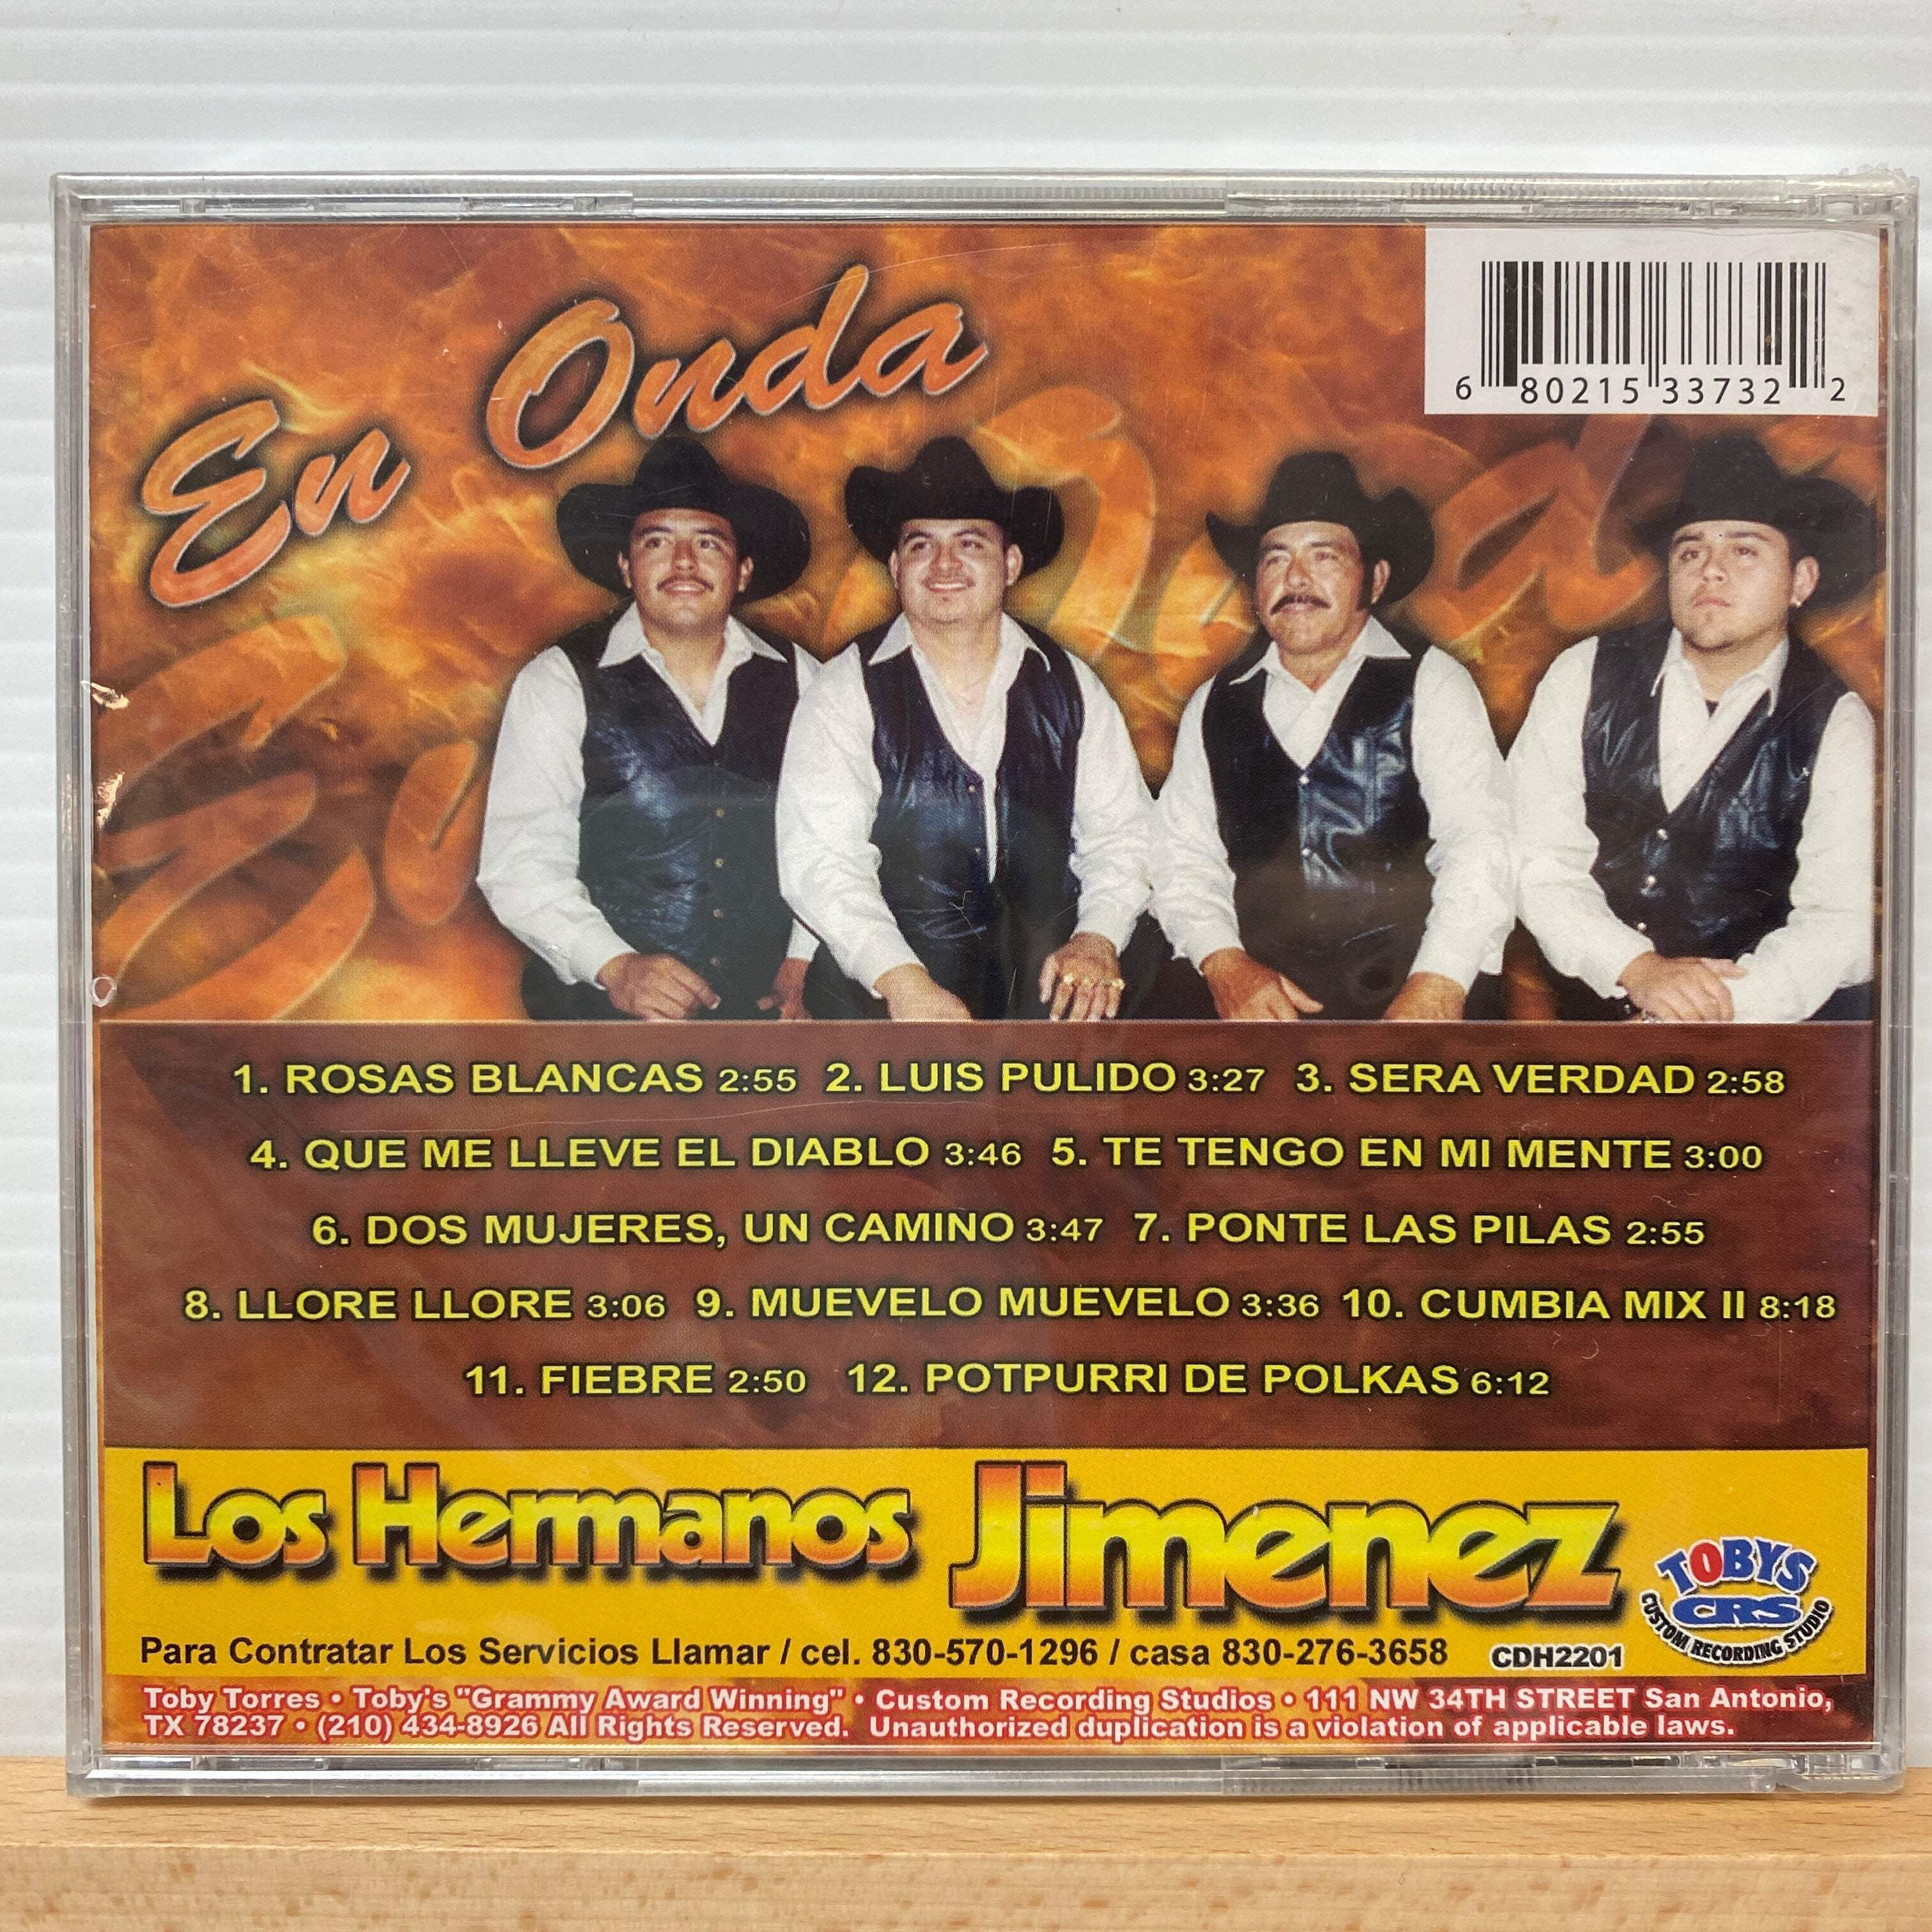 En Onda
6 80215 33732 2
En Onda
1. ROSAS BLANCAS 2:55 2. LUIS PULIDO 3:27 3. SERA VERDAD 2:58
4. QUE ME LLEVE EL DIABLO 3:46 5. TE TENGO EN MI MENTE 3:00
6. DOS MUJERES, UN CAMINO 3:47 7. PONTE LAS PILAS 2:55
8. LLORE LLORE 3:06 9. MUEVELO MUEVELO 3:36 10. CUMBIA MIX II 8:18
11. FIEBRE 2:50 12. POTPURRI DE POLKAS 6:12
Los Hermanos Jimenez
TOBYS
CRS
CUSTOM RECORDING STUDIO
Para Contratar Los Servicios Llamar / cel. 830-570-1296 / casa 830-276-3658 CDH2201
Toby Torres • Toby's "Grammy Award Winning" • Custom Recording Studios • 111 NW 34TH STREET San Antonio,
TX 78237 • (210) 434-8926 All Rights Reserved. Unauthorized duplication is a violation of applicable laws.